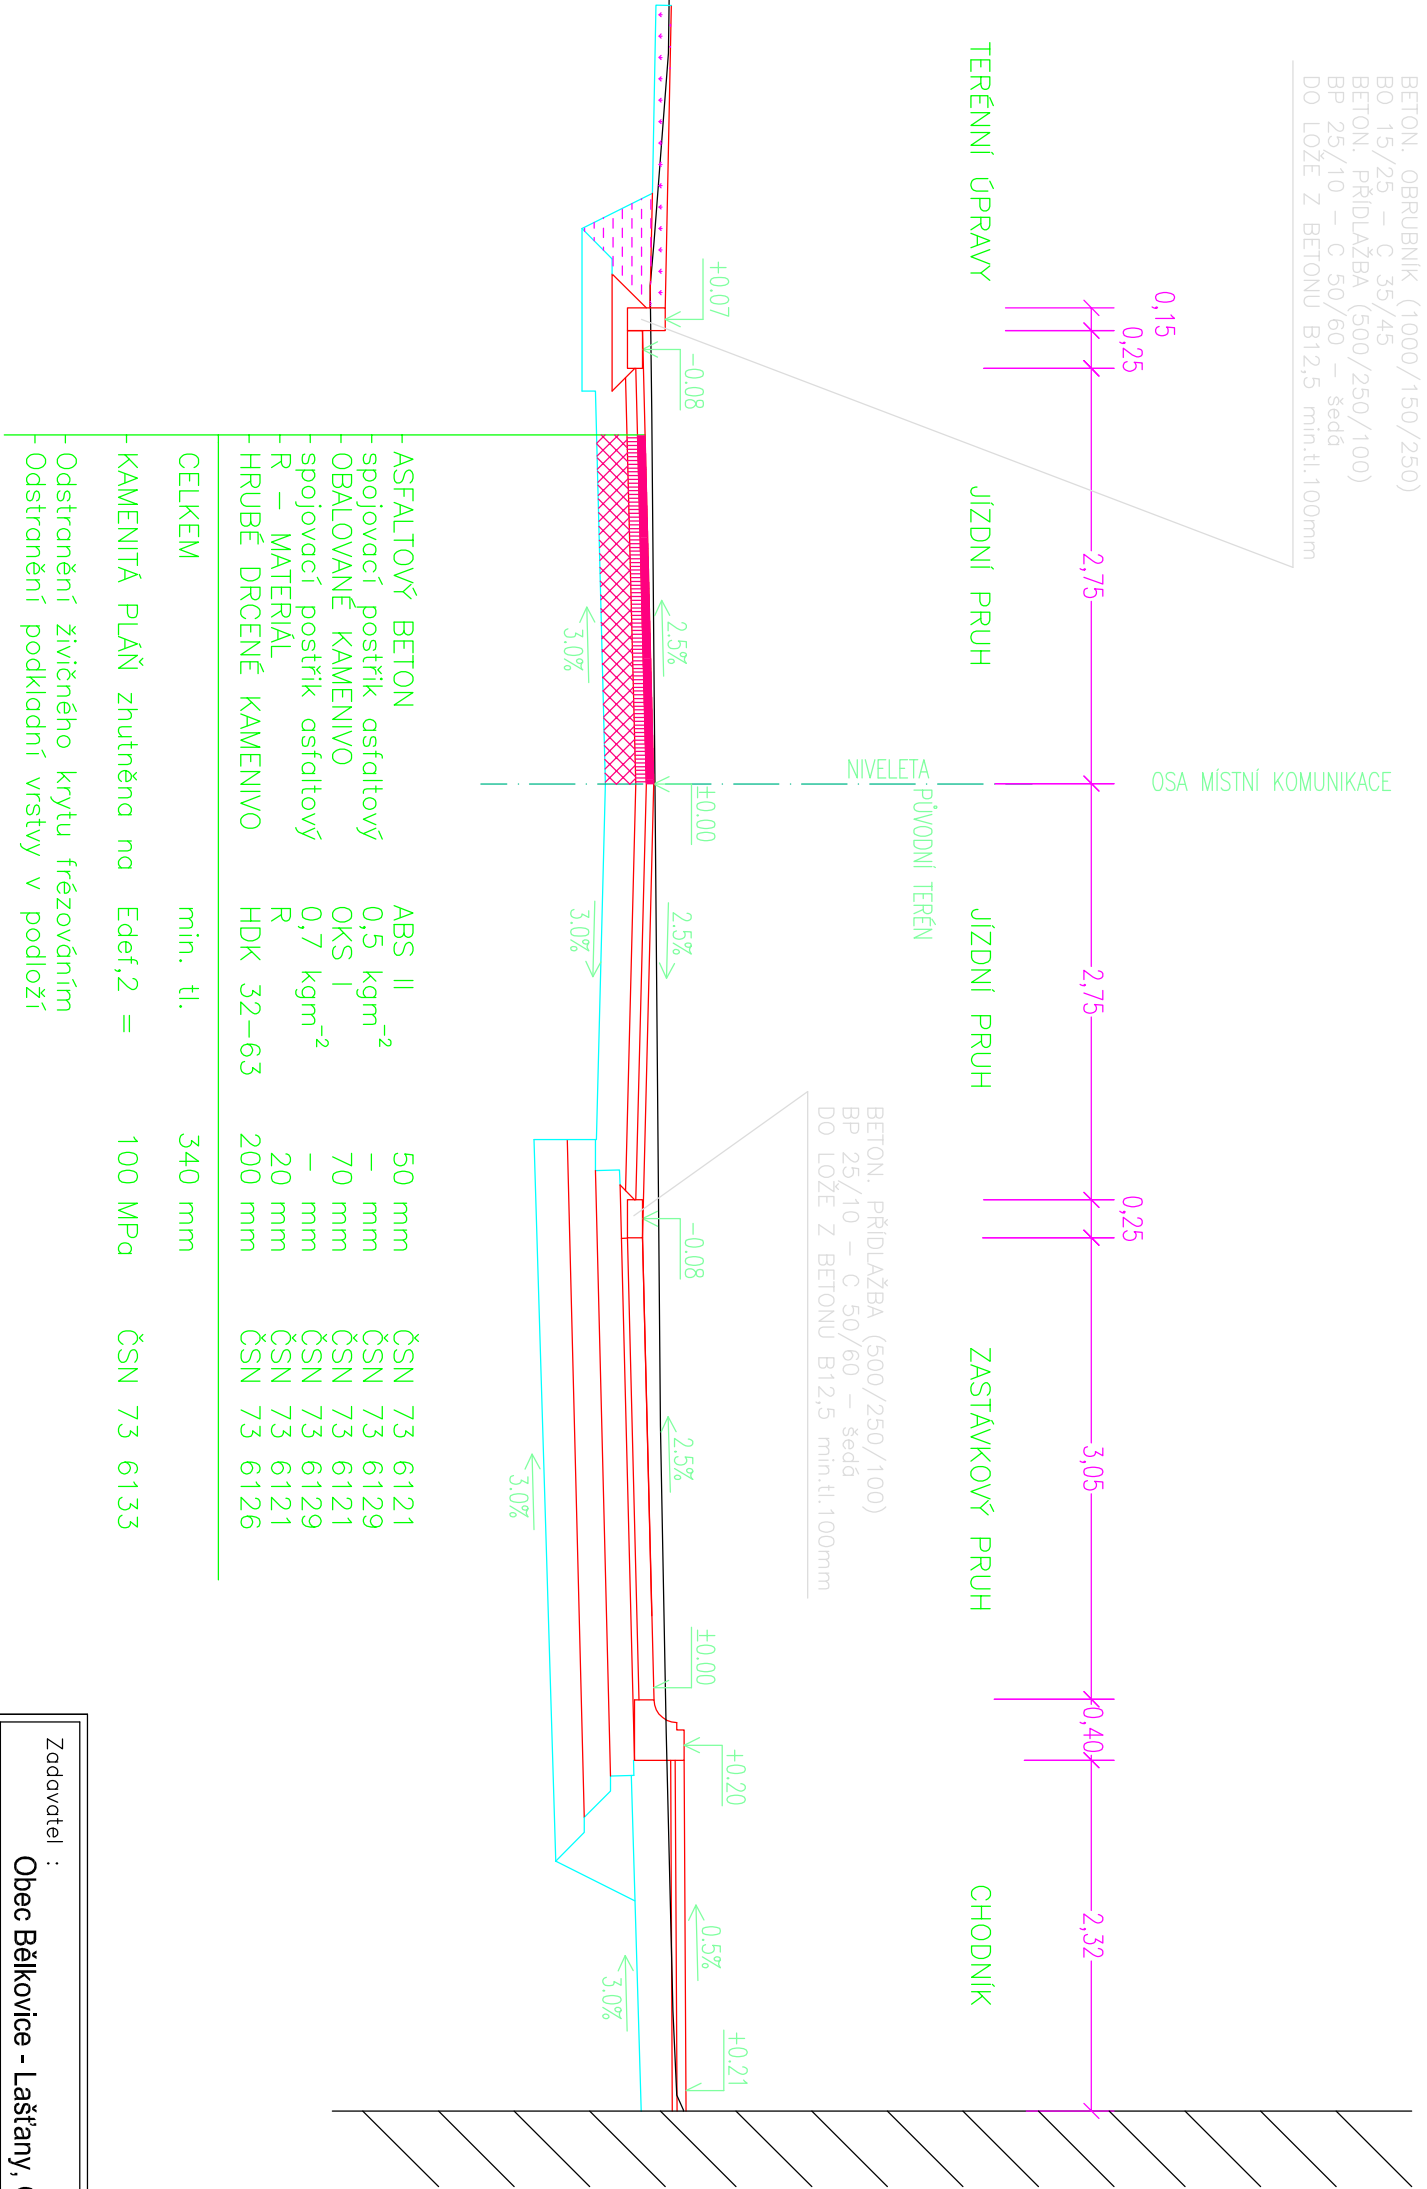 BETON. OBRUBNÍK (1000/150/250)
BO 15/25 – C 35/45
BETON. PŘÍDLAŽBA (500/250/100)
BP 25/10 – C 50/60 – šedá
DO LOŽE Z BETONU B12,5 min.tl.100mm
OSA MÍSTNÍ KOMUNIKACE
0,15
0,25
0,25
2,75
2,75
3,05
0,40
2,32
TERÉNNÍ ÚPRAVY
JÍZDNÍ PRUH
JÍZDNÍ PRUH
ZASTÁVKOVÝ PRUH
CHODNÍK
PŮVODNÍ TERÉN
NIVELETA
BETON. PŘÍDLAŽBA (500/250/100)
BP 25/10 – C 50/60 – šedá
DO LOŽE Z BETONU B12,5 min.tl.100mm
+0.07
-0.08
2.5%
±0.00
2.5%
-0.08
2.5%
±0.00
+0.20
0.5%
+0.21
3.0%
3.0%
3.0%
3.0%
ASFALTOVÝ BETON ABS II 50 mm ČSN 73 6121
spojovací postřik asfaltový 0,5 kgm⁻² – mm ČSN 73 6129
OBALOVANÉ KAMENIVO OKS I 70 mm ČSN 73 6121
spojovací postřik asfaltový 0,7 kgm⁻² – mm ČSN 73 6129
R – MATERIÁL R 20 mm ČSN 73 6121
HRUBÉ DRCENÉ KAMENIVO HDK 32–63 200 mm ČSN 73 6126
CELKEM min. tl. 340 mm
KAMENITÁ PLÁŇ zhutněna na Edef,2 = 100 MPa ČSN 73 6133
Odstranění živičného krytu frézováním
Odstranění podkladní vrstvy v podloží
Zadavatel :
Obec Bělkovice - Lašťany,